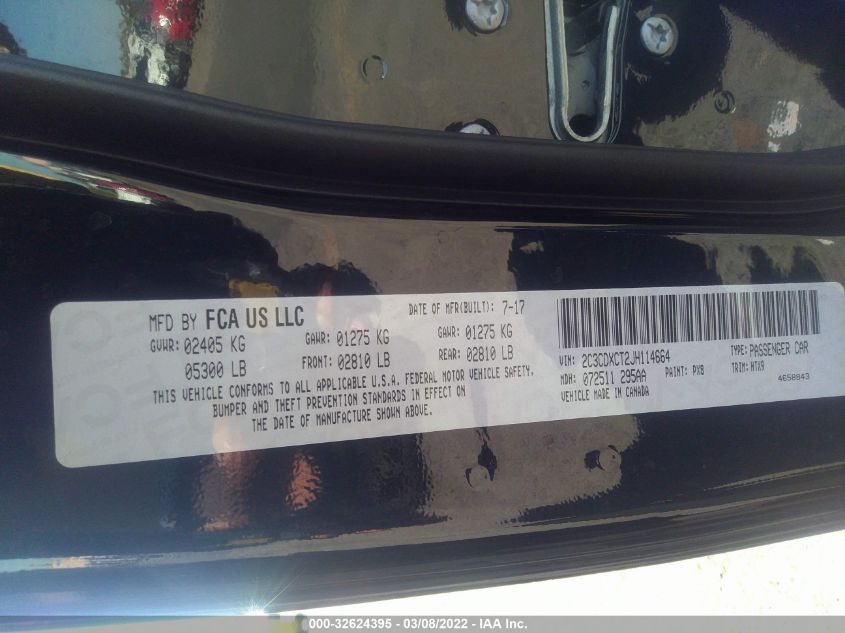 MFD BY FCA US LLC DATE OF MFR(BUILT): 7-17
GVWR: 02405 KG GAWR: 01275 KG GAWR: 01275 KG
05300 LB FRONT: 02810 LB REAR: 02810 LB
THIS VEHICLE CONFORMS TO ALL APPLICABLE U.S.A. FEDERAL MOTOR VEHICLE SAFETY,
BUMPER AND THEFT PREVENTION STANDARDS IN EFFECT ON
THE DATE OF MANUFACTURE SHOWN ABOVE.
VIN: 2C3CDXCT2JH114664 TYPE: PASSENGER CAR
MDH: 072511 295AA PAINT: PX8 TRIM: HTX9
VEHICLE MADE IN CANADA 4658843
000-32624395 - 03/08/2022 - IAA Inc.